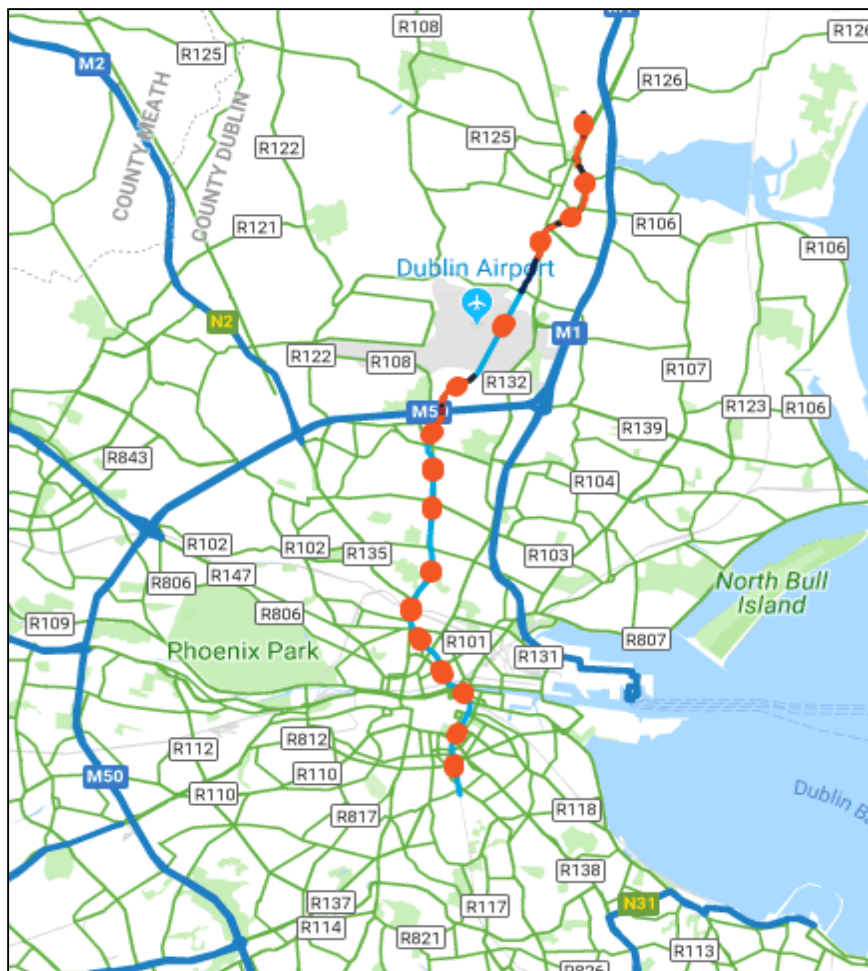 M1
R108
R126
R125
M2
R126
COUNTY MEATH
COUNTY DUBLIN
R122
R125
R121
R106
R106
Dublin Airport
N2
M1
R122
R108
R132
R107
M50
R123
R106
R139
R843
R104
R102
R102
R135
R103
R806
R147
R806
North Bull
Island
R109
R101
R807
Phoenix Park
R131
R112
R812
M50
R110
R110
R118
Dublin
R817
R138
R137
R117
N31
R114
R821
R113